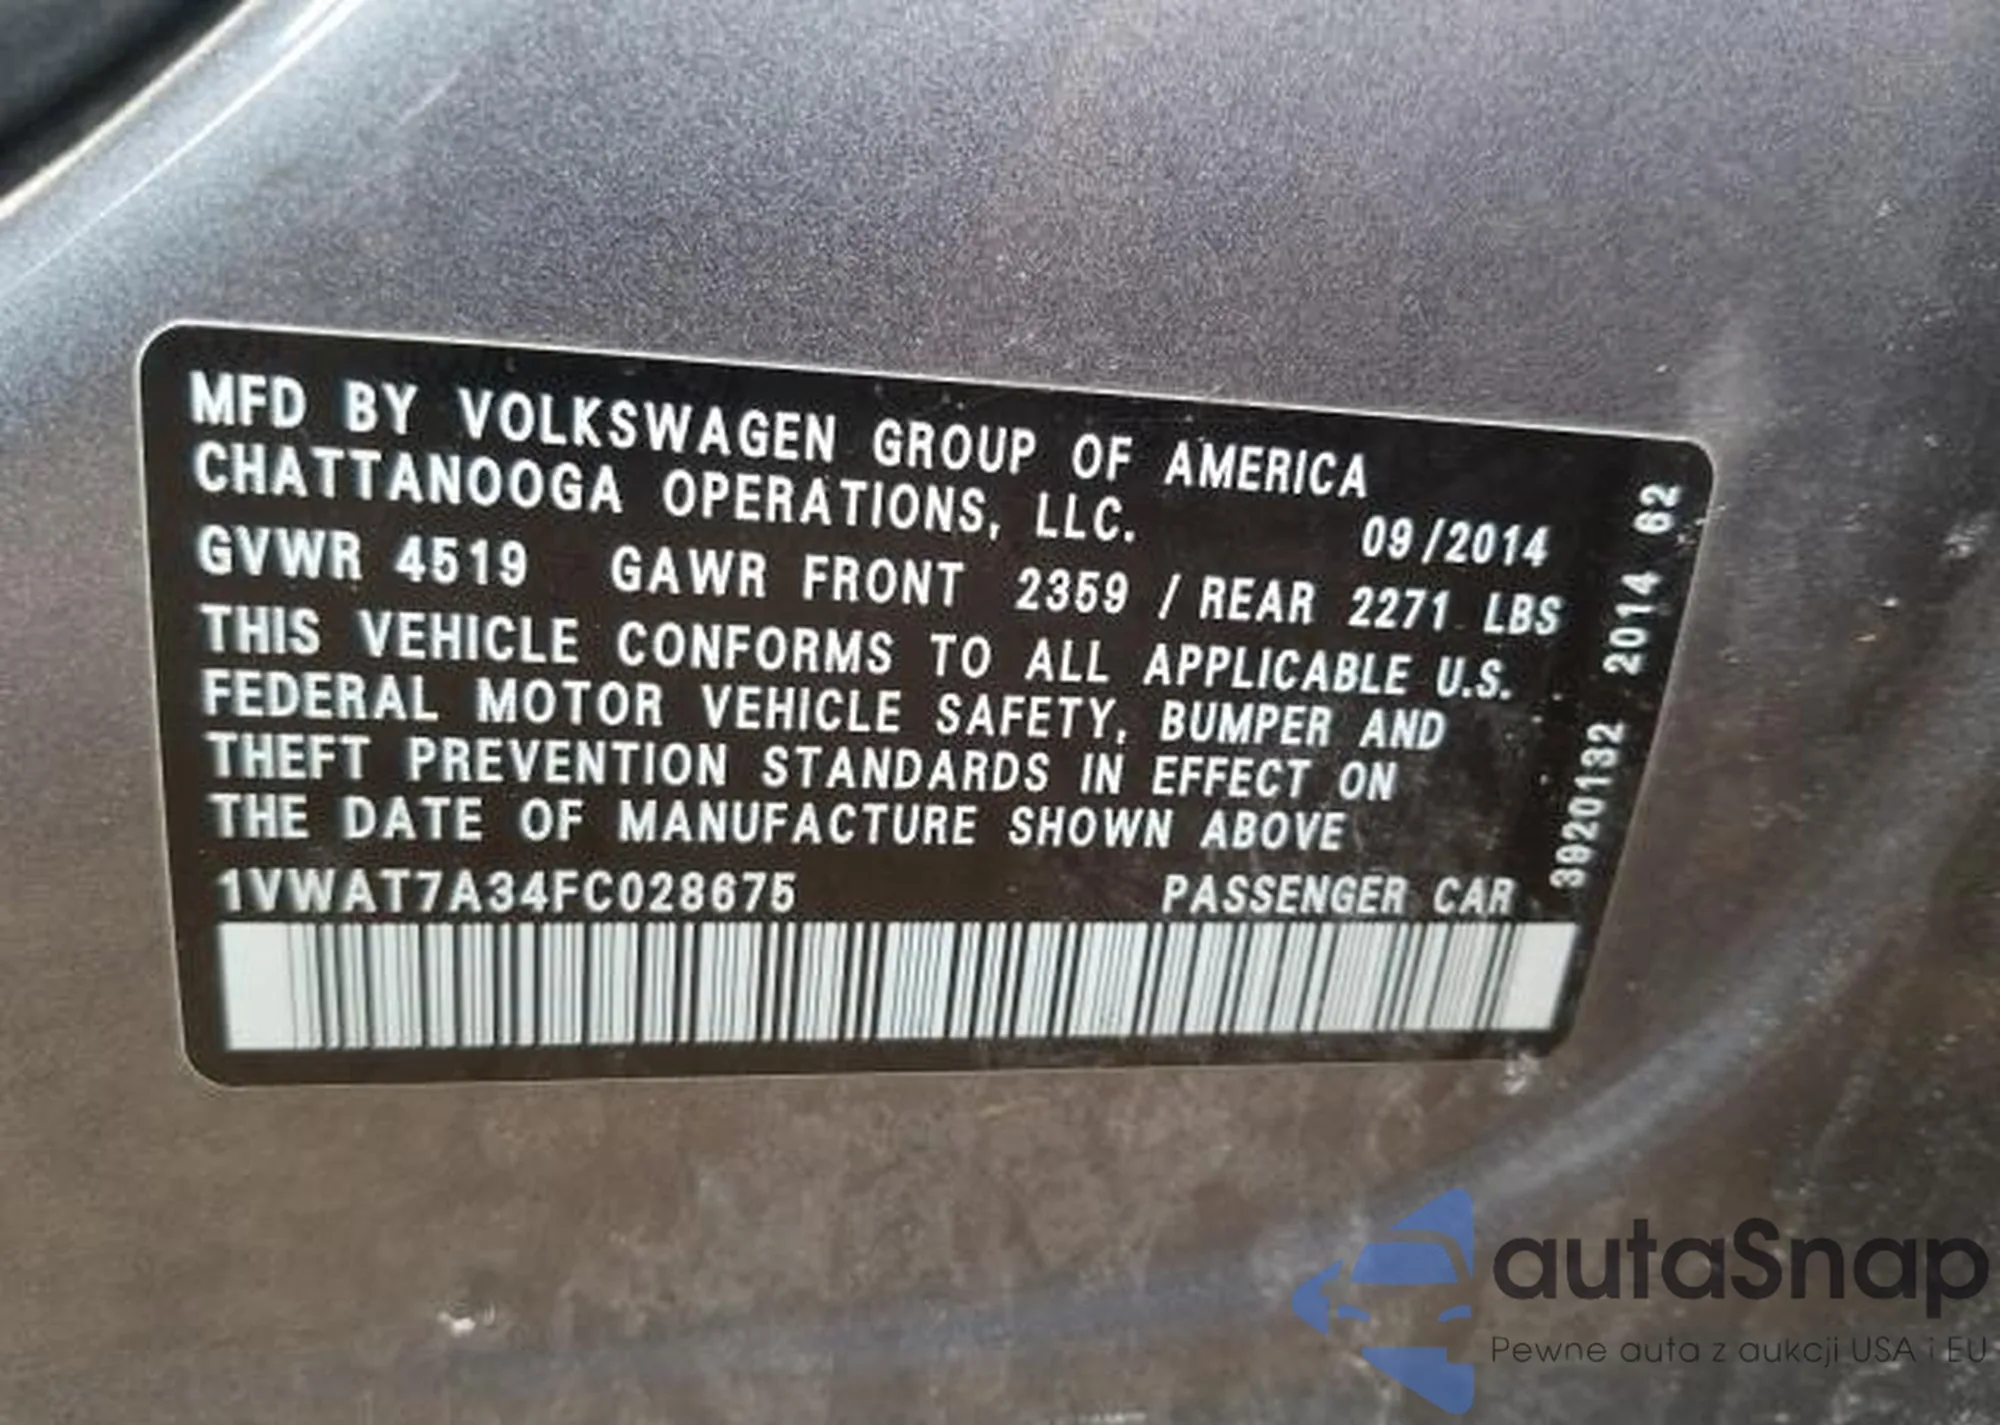 MFD BY VOLKSWAGEN GROUP OF AMERICA
CHATTANOOGA OPERATIONS, LLC.
09/2014
GVWR 4519 GAWR FRONT 2359 / REAR 2271 LBS
THIS VEHICLE CONFORMS TO ALL APPLICABLE U.S.
FEDERAL MOTOR VEHICLE SAFETY, BUMPER AND
THEFT PREVENTION STANDARDS IN EFFECT ON
THE DATE OF MANUFACTURE SHOWN ABOVE
1VWAT7A34FC028675 PASSENGER CAR
3920132 2014 62
autaSnap
Pewne auta z aukcji USA i EU